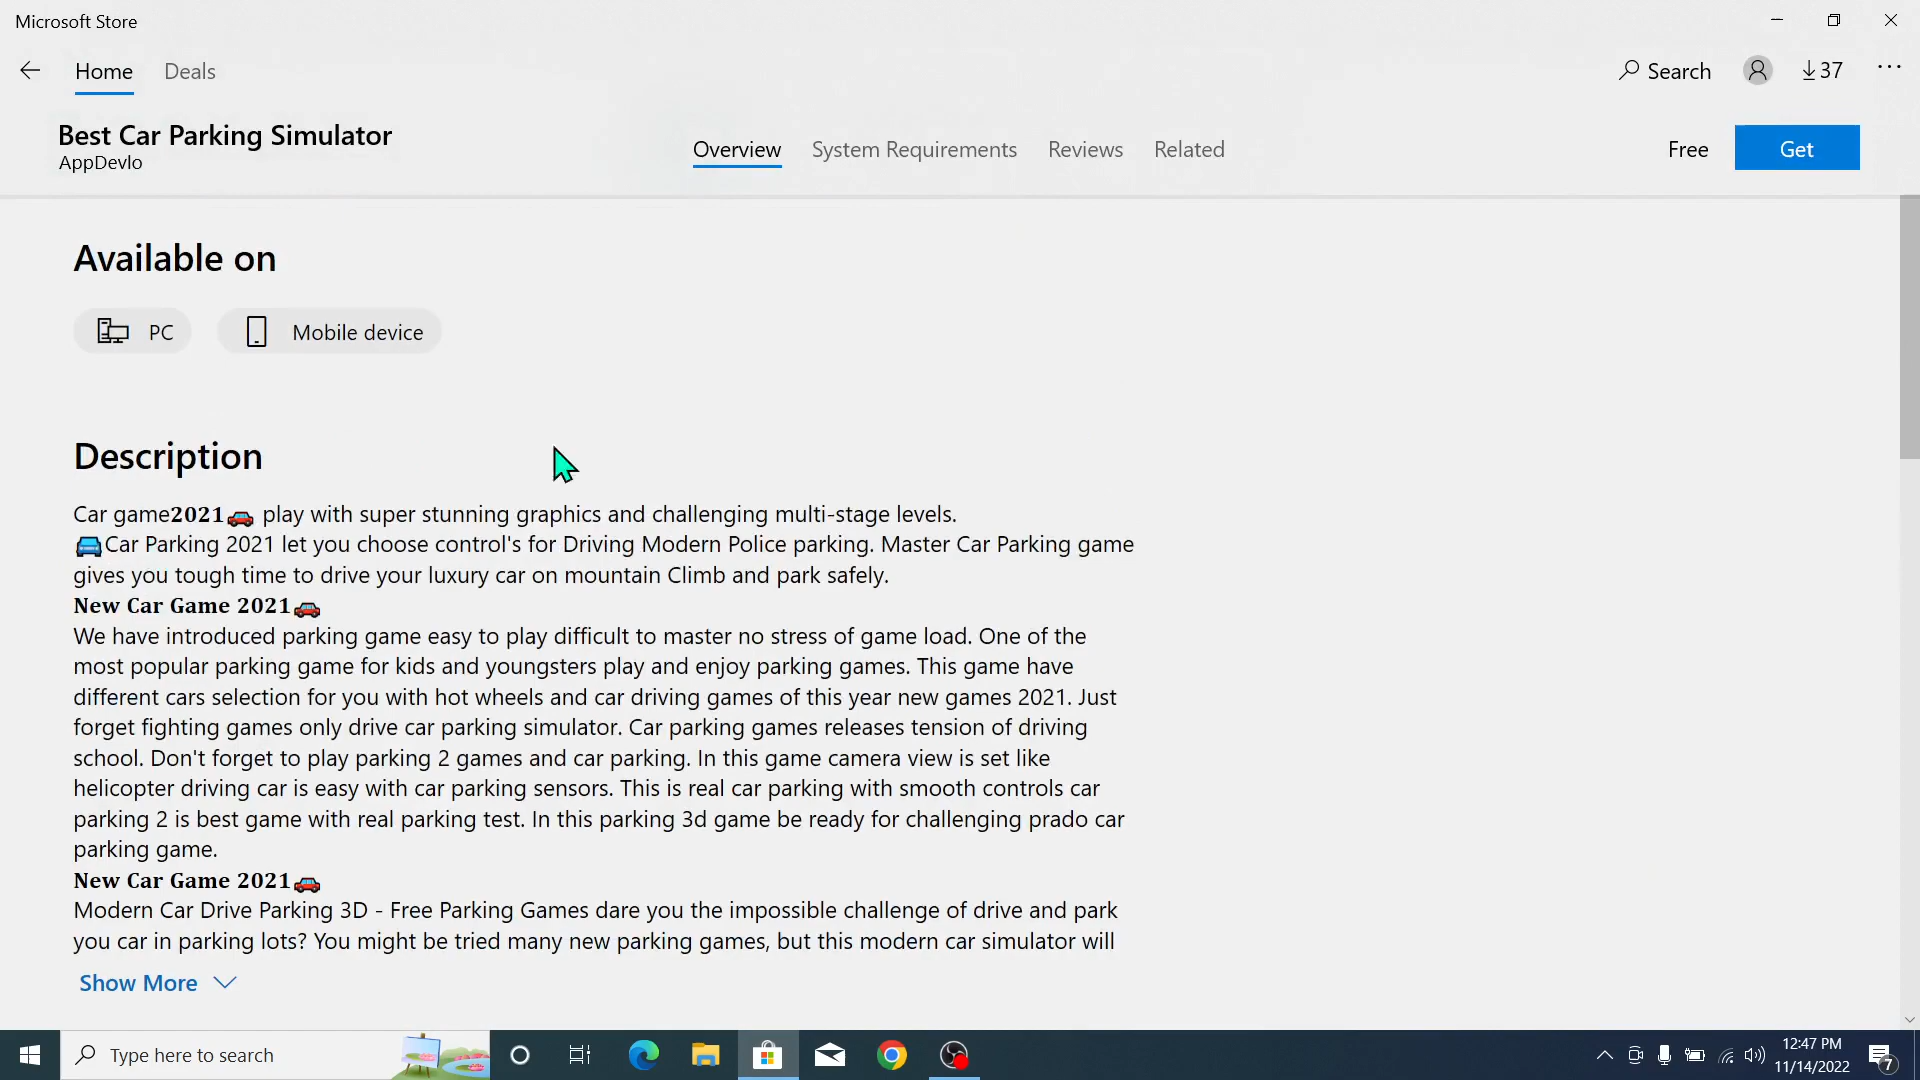 Microsoft Store
Home Deals
Search
37
Best Car Parking Simulator
AppDevlo
Overview System Requirements Reviews Related
Free Get
Available on
PC Mobile device
Description
Car game2021🚗 play with super stunning graphics and challenging multi-stage levels.
🚘Car Parking 2021 let you choose control's for Driving Modern Police parking. Master Car Parking game
gives you tough time to drive your luxury car on mountain Climb and park safely.
New Car Game 2021🚗
We have introduced parking game easy to play difficult to master no stress of game load. One of the
most popular parking game for kids and youngsters play and enjoy parking games. This game have
different cars selection for you with hot wheels and car driving games of this year new games 2021. Just
forget fighting games only drive car parking simulator. Car parking games releases tension of driving
school. Don't forget to play parking 2 games and car parking. In this game camera view is set like
helicopter driving car is easy with car parking sensors. This is real car parking with smooth controls car
parking 2 is best game with real parking test. In this parking 3d game be ready for challenging prado car
parking game.
New Car Game 2021🚗
Modern Car Drive Parking 3D - Free Parking Games dare you the impossible challenge of drive and park
you car in parking lots? You might be tried many new parking games, but this modern car simulator will
Show More
Type here to search
12:47 PM
11/14/2022
7